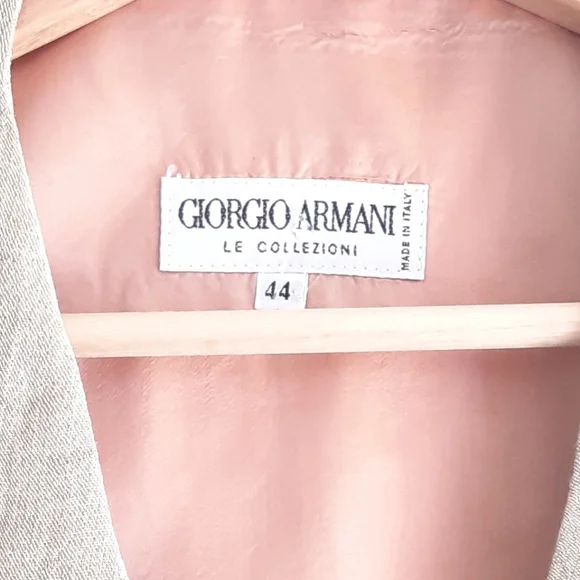 GIORGIO ARMANI
LE COLLEZIONI
MADE IN ITALY
44